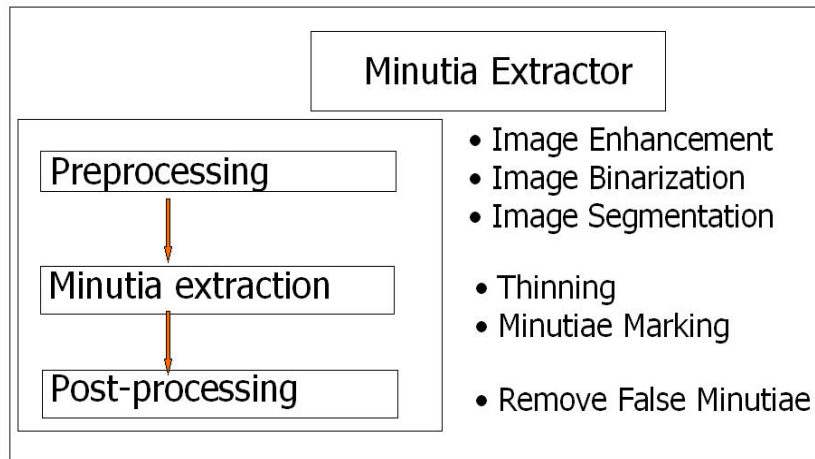 Minutia Extractor
Preprocessing
• Image Enhancement
• Image Binarization
• Image Segmentation
Minutia extraction
• Thinning
• Minutiae Marking
Post-processing
• Remove False Minutiae